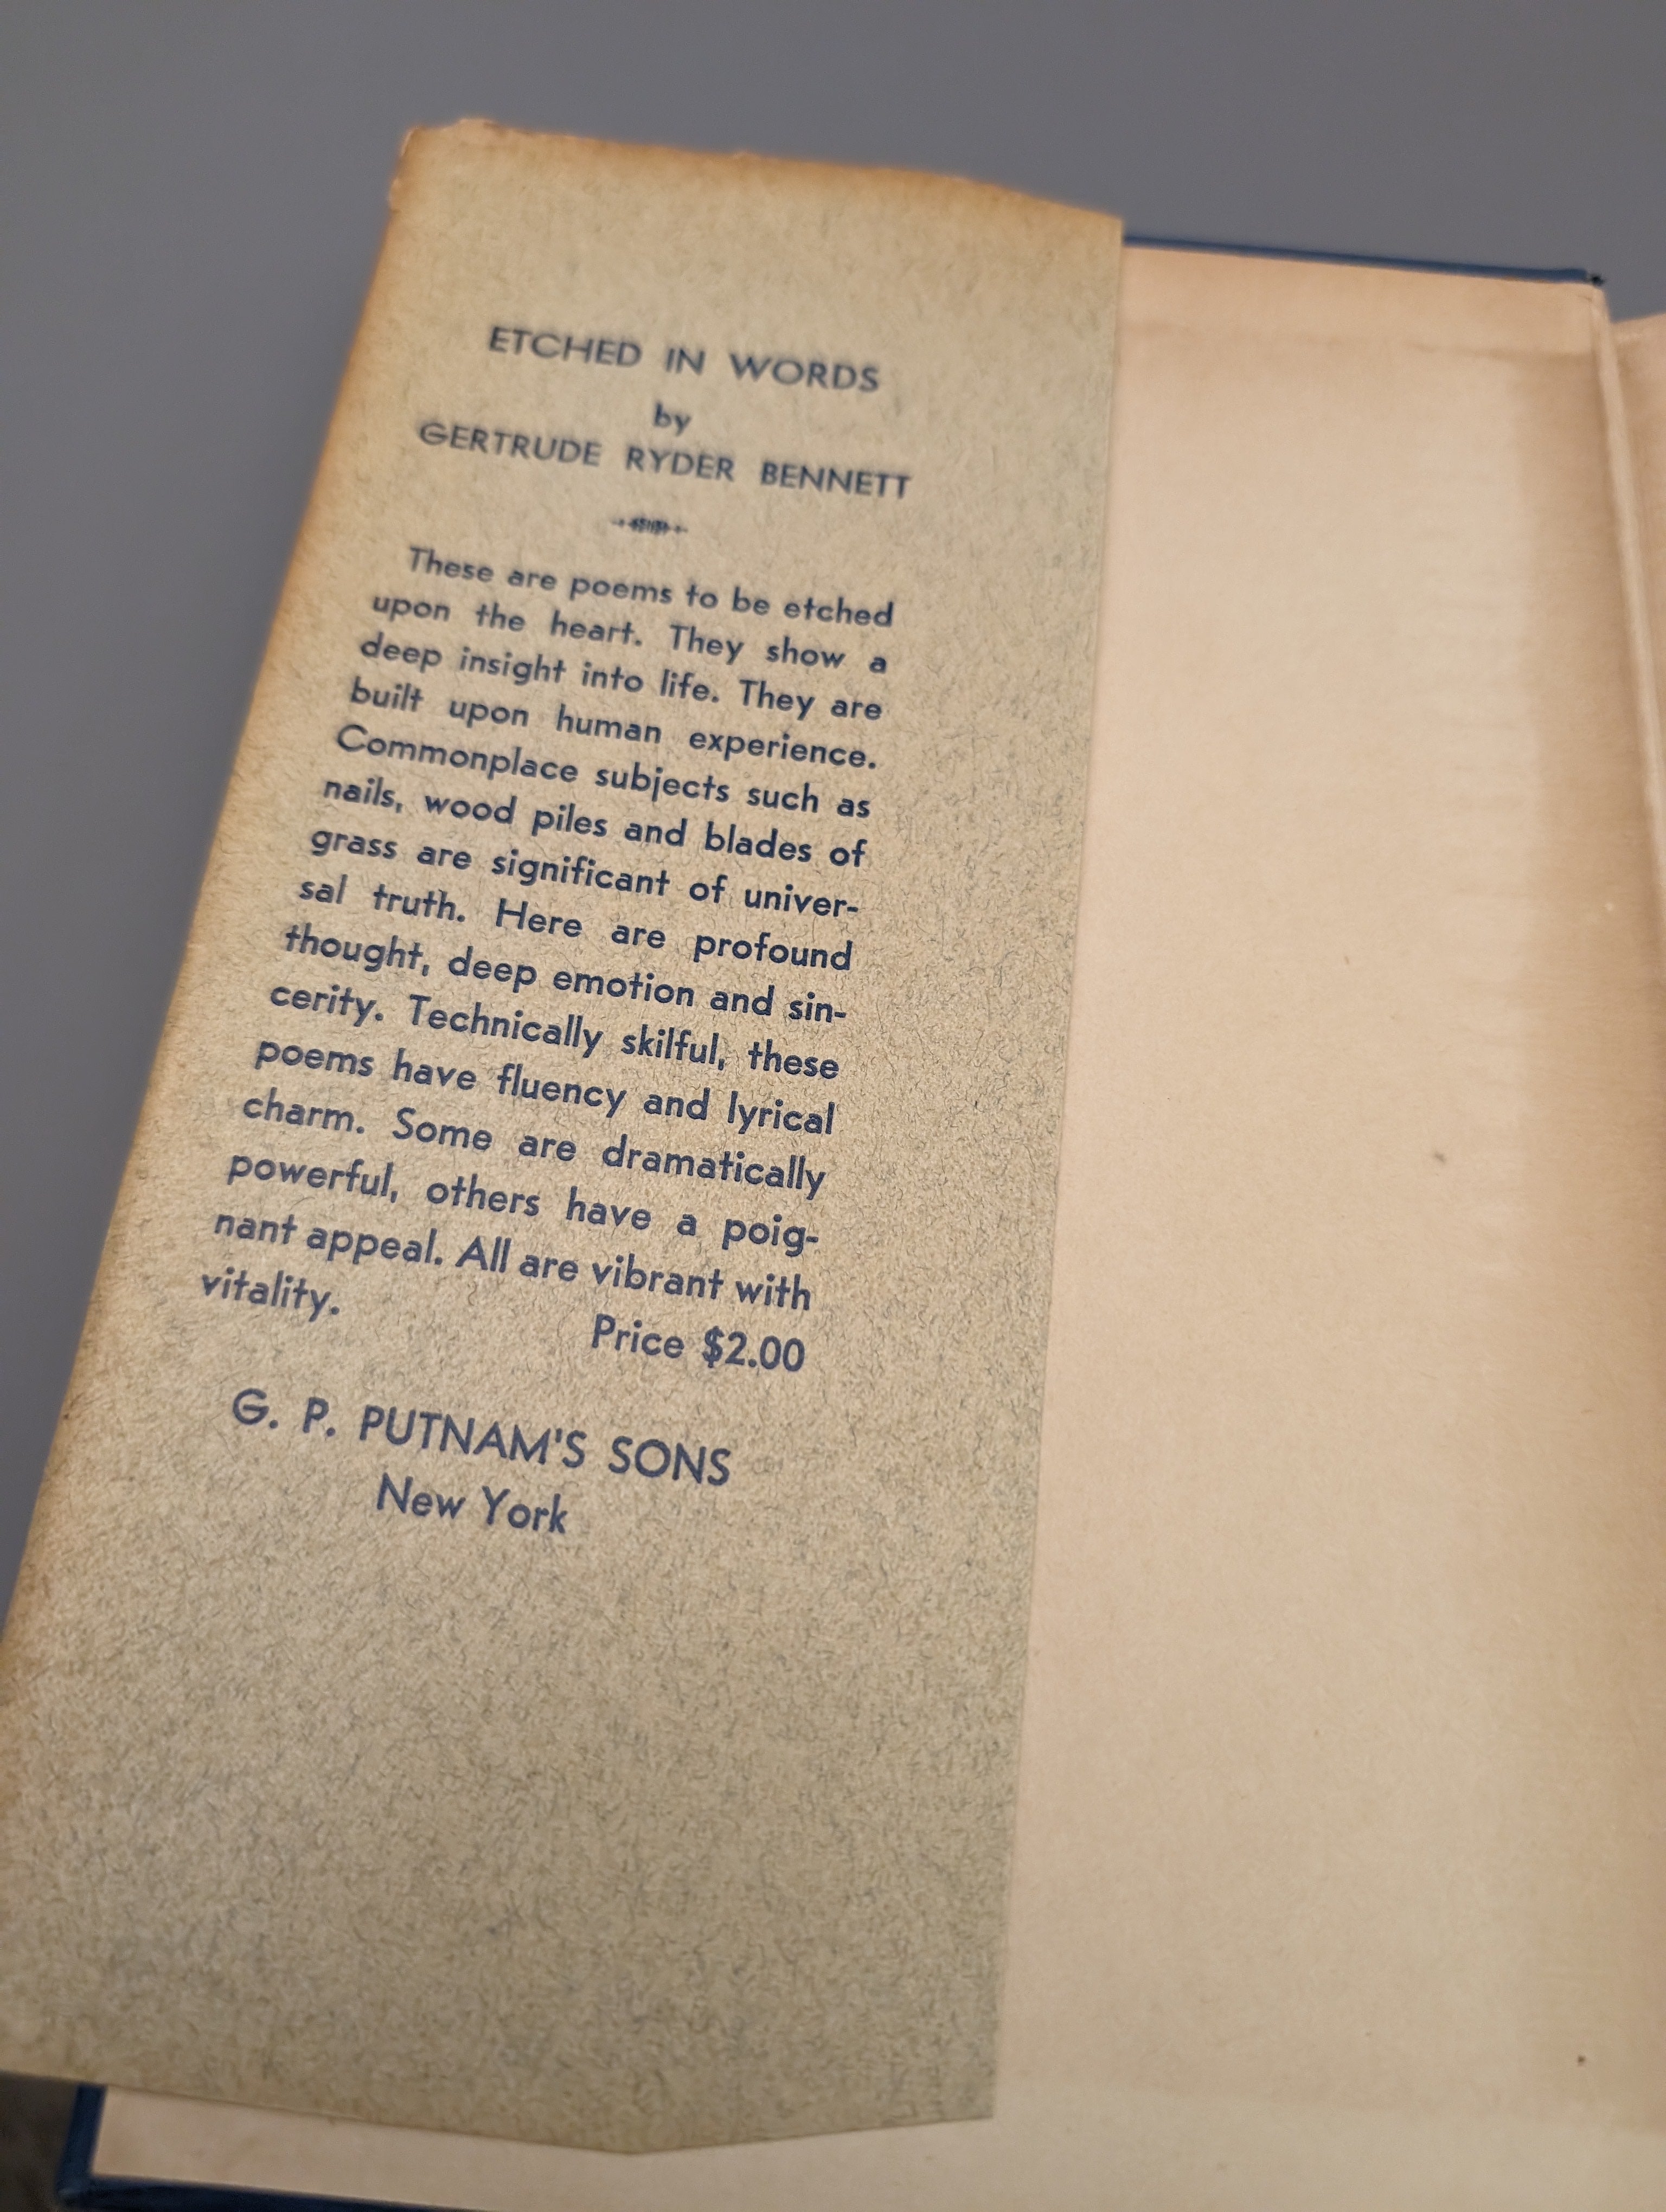 ETCHED IN WORDS
by
GERTRUDE RYDER BENNETT
These are poems to be etched
upon the heart. They show a
deep insight into life. They are
built upon human experience.
Commonplace subjects such as
nails, wood piles and blades of
grass are significant of univer-
sal truth. Here are profound
thought, deep emotion and sin-
cerity. Technically skilful, these
poems have fluency and lyrical
charm. Some are dramatically
powerful, others have a poig-
nant appeal. All are vibrant with
vitality.
Price $2.00
G. P. PUTNAM'S SONS
New York